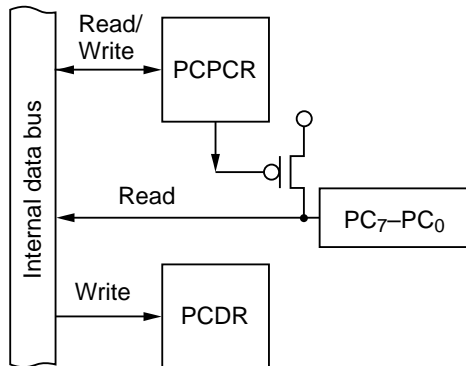 Read/
Write
PCPCR
Internal data bus
Read
PC₇–PC₀
Write
PCDR